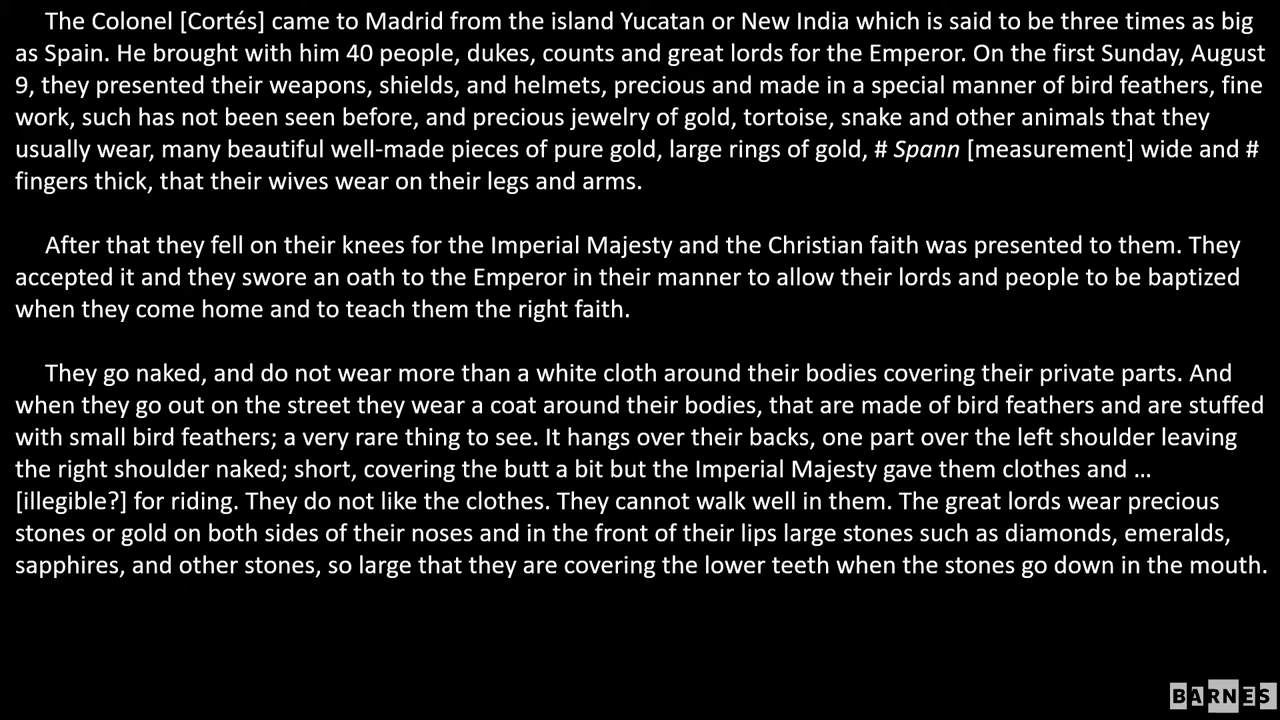 The Colonel [Cortés] came to Madrid from the island Yucatan or New India which is said to be three times as big
as Spain. He brought with him 40 people, dukes, counts and great lords for the Emperor. On the first Sunday, August
9, they presented their weapons, shields, and helmets, precious and made in a special manner of bird feathers, fine
work, such has not been seen before, and precious jewelry of gold, tortoise, snake and other animals that they
usually wear, many beautiful well-made pieces of pure gold, large rings of gold, # Spann [measurement] wide and #
fingers thick, that their wives wear on their legs and arms.
After that they fell on their knees for the Imperial Majesty and the Christian faith was presented to them. They
accepted it and they swore an oath to the Emperor in their manner to allow their lords and people to be baptized
when they come home and to teach them the right faith.
They go naked, and do not wear more than a white cloth around their bodies covering their private parts. And
when they go out on the street they wear a coat around their bodies, that are made of bird feathers and are stuffed
with small bird feathers; a very rare thing to see. It hangs over their backs, one part over the left shoulder leaving
the right shoulder naked; short, covering the butt a bit but the Imperial Majesty gave them clothes and …
[illegible?] for riding. They do not like the clothes. They cannot walk well in them. The great lords wear precious
stones or gold on both sides of their noses and in the front of their lips large stones such as diamonds, emeralds,
sapphires, and other stones, so large that they are covering the lower teeth when the stones go down in the mouth.
BARNES